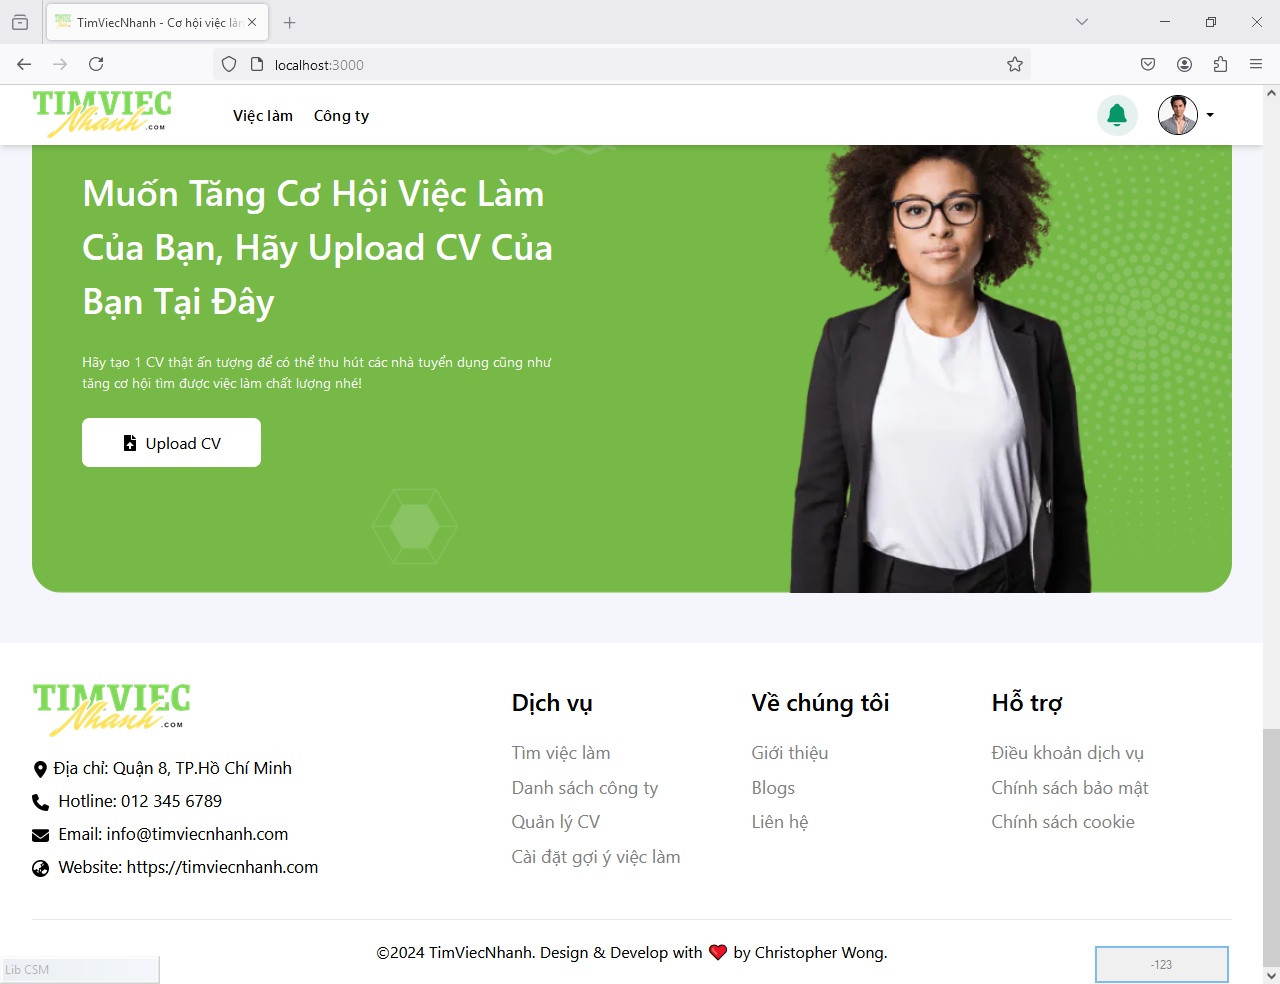 TimViecNhanh - Cơ hội việc làn
localhost:3000
TIMVIEC
Nhanh
.COM
Việc làm
Công ty
Muốn Tăng Cơ Hội Việc Làm
Của Bạn, Hãy Upload CV Của
Bạn Tại Đây
Hãy tạo 1 CV thật ấn tượng để có thể thu hút các nhà tuyển dụng cũng như
tăng cơ hội tìm được việc làm chất lượng nhé!
Upload CV
TIMVIEC
Nhanh
.COM
Địa chỉ: Quận 8, TP.Hồ Chí Minh
Hotline: 012 345 6789
Email: info@timviecnhanh.com
Website: https://timviecnhanh.com
Dịch vụ
Tìm việc làm
Danh sách công ty
Quản lý CV
Cài đặt gợi ý việc làm
Về chúng tôi
Giới thiệu
Blogs
Liên hệ
Hỗ trợ
Điều khoản dịch vụ
Chính sách bảo mật
Chính sách cookie
©2024 TimViecNhanh. Design & Develop with ❤️ by Christopher Wong.
Lib CSM
-123